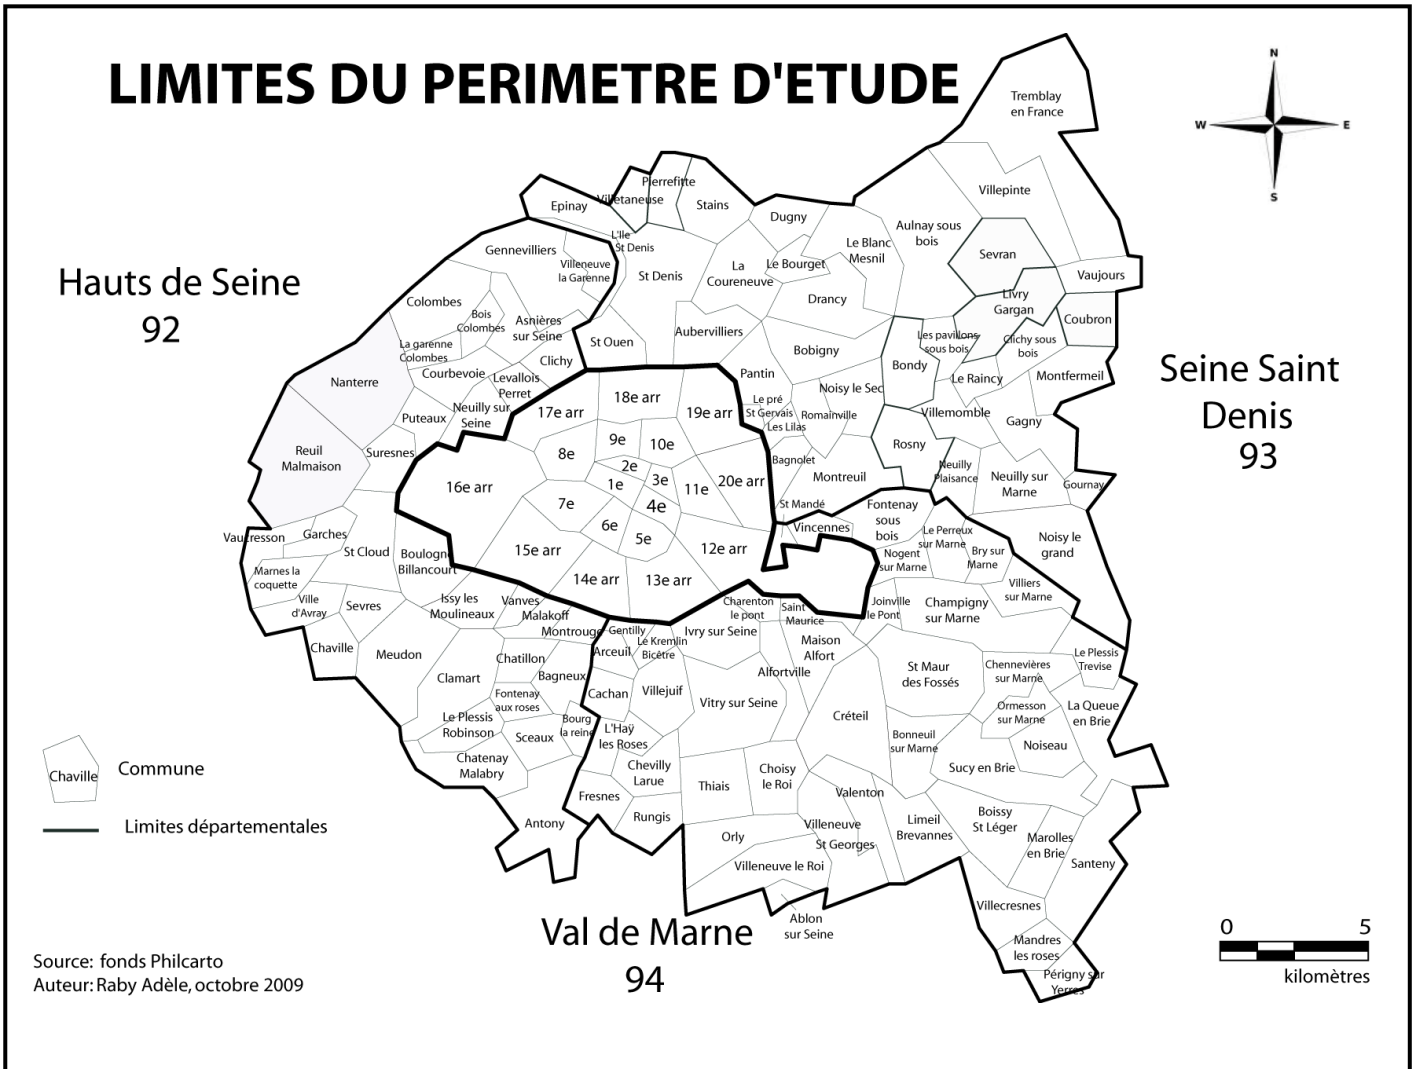 LIMITES DU PERIMETRE D'ETUDE
N
W
E
S
Hauts de Seine
92
Seine Saint
Denis
93
Val de Marne
94
Tremblay
en France
Villepinte
Pierrefitte
Villetaneuse
Epinay
Stains
Dugny
Aulnay sous
bois
L'Ile
St Denis
Gennevilliers
Villeneuve
la Garenne
St Denis
La
Coureneuve
Le Bourget
Le Blanc
Mesnil
Sevran
Vaujours
Livry
Gargan
Coubron
Drancy
Colombes
Bois
Colombes
Asnières
sur Seine
La garenne
Colombes
St Ouen
Aubervilliers
Bobigny
Les pavillons
sous bois
Clichy sous
bois
Clichy
Courbevoie
Levallois
Perret
Nanterre
Pantin
Bondy
Le Raincy
Montfermeil
Noisy le Sec
Puteaux
Neuilly sur
Seine
Le pré
St Gervais
Les Lilas
Romainville
Villemomble
Gagny
17e arr
18e arr
19e arr
Reuil
Malmaison
Suresnes
8e
9e
10e
Rosny
Bagnolet
Montreuil
Neuilly
Plaisance
Neuilly sur
Marne
Gournay
16e arr
2e
1e
3e
11e
20e arr
7e
4e
6e
5e
St Mandé
Vincennes
Fontenay
sous
bois
Le Perreux
sur Marne
Noisy le
grand
Vaucresson
Garches
St Cloud
Boulogne
Billancourt
15e arr
12e arr
14e arr
13e arr
Nogent
sur Marne
Bry sur
Marne
Villiers
sur Marne
Marnes la
coquette
Ville
d'Avray
Sevres
Issy les
Moulineaux
Vanves
Malakoff
Montrouge
Gentilly
Le Kremlin
Bicêtre
Ivry sur Seine
Charenton
le pont
Saint
Maurice
Joinville
le Pont
Champigny
sur Marne
Chaville
Meudon
Chatillon
Bagneux
Arceuil
Maison
Alfort
Alfortville
St Maur
des Fossés
Chennevières
sur Marne
Le Plessis
Trevise
Clamart
Fontenay
aux roses
Cachan
Villejuif
Vitry sur Seine
Créteil
Ormesson
sur Marne
La Queue
en Brie
Le Plessis
Robinson
Sceaux
Bourg
la reine
L'Haÿ
les Roses
Bonneuil
sur Marne
Noiseau
Sucy en Brie
Chatenay
Malabry
Chevilly
Larue
Thiais
Choisy
le Roi
Valenton
Fresnes
Rungis
Antony
Orly
Villeneuve
St Georges
Limeil
Brevannes
Boissy
St Léger
Marolles
en Brie
Santeny
Villeneuve le Roi
Ablon
sur Seine
Villecresnes
Mandres
les roses
Périgny sur
Yerres
Chaville
Commune
Limites départementales
Source: fonds Philcarto
Auteur: Raby Adèle, octobre 2009
0 5
kilomètres